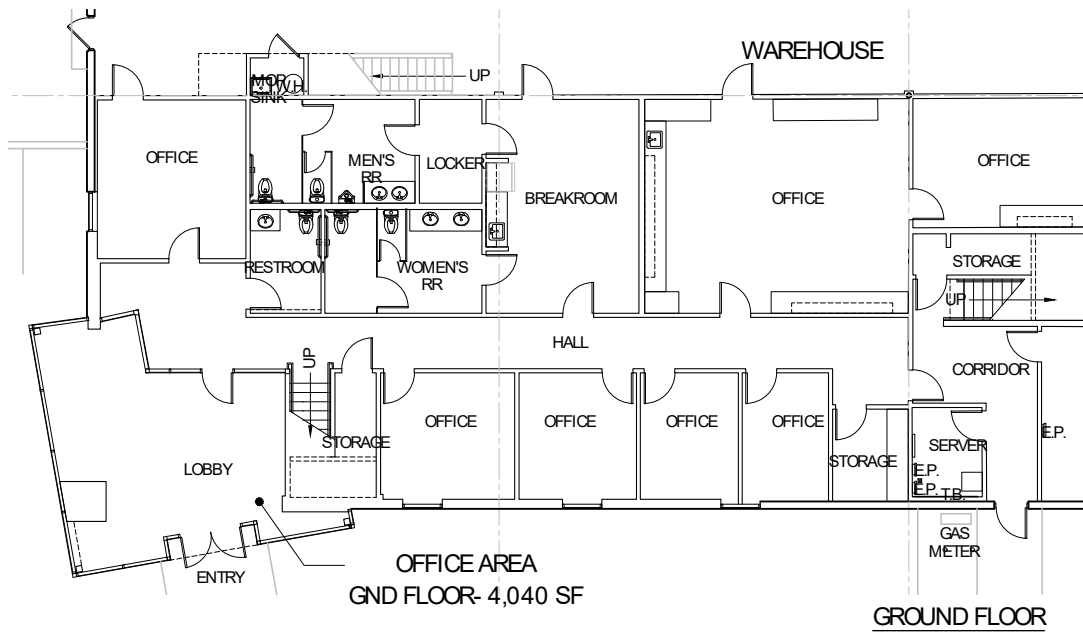 WAREHOUSE
MOP
SINK
W.H.
UP
OFFICE
MEN'S
RR
LOCKER
BREAKROOM
OFFICE
OFFICE
RESTROOM
WOMEN'S
RR
STORAGE
UP
HALL
UP
CORRIDOR
OFFICE
OFFICE
OFFICE
OFFICE
STORAGE
LOBBY
STORAGE
SERVER
E.P.
E.P.
E.P.
T.B.
GAS
METER
ENTRY
OFFICE AREA
GND FLOOR- 4,040 SF
GROUND FLOOR